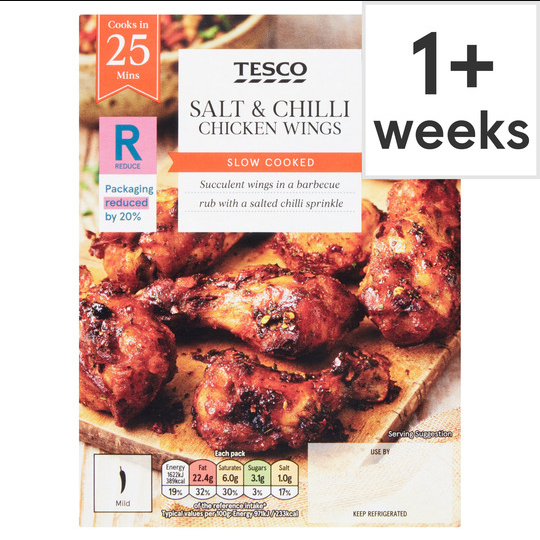 Cooks in
25
Mins
TESCO
SALT & CHILLI
CHICKEN WINGS
SLOW COOKED
Succulent wings in a barbecue
rub with a salted chilli sprinkle
1+
weeks
R
REDUCE
Packaging
reduced
by 20%
Serving Suggestion
Mild
Each pack
Energy
1622kJ
389kcal
19%
Fat
22.4g
32%
Saturates
6.0g
30%
Sugars
3.1g
3%
Salt
1.0g
17%
of the reference intake*
Typical values per 100g: Energy 971kJ / 233kcal
USE BY
KEEP REFRIGERATED